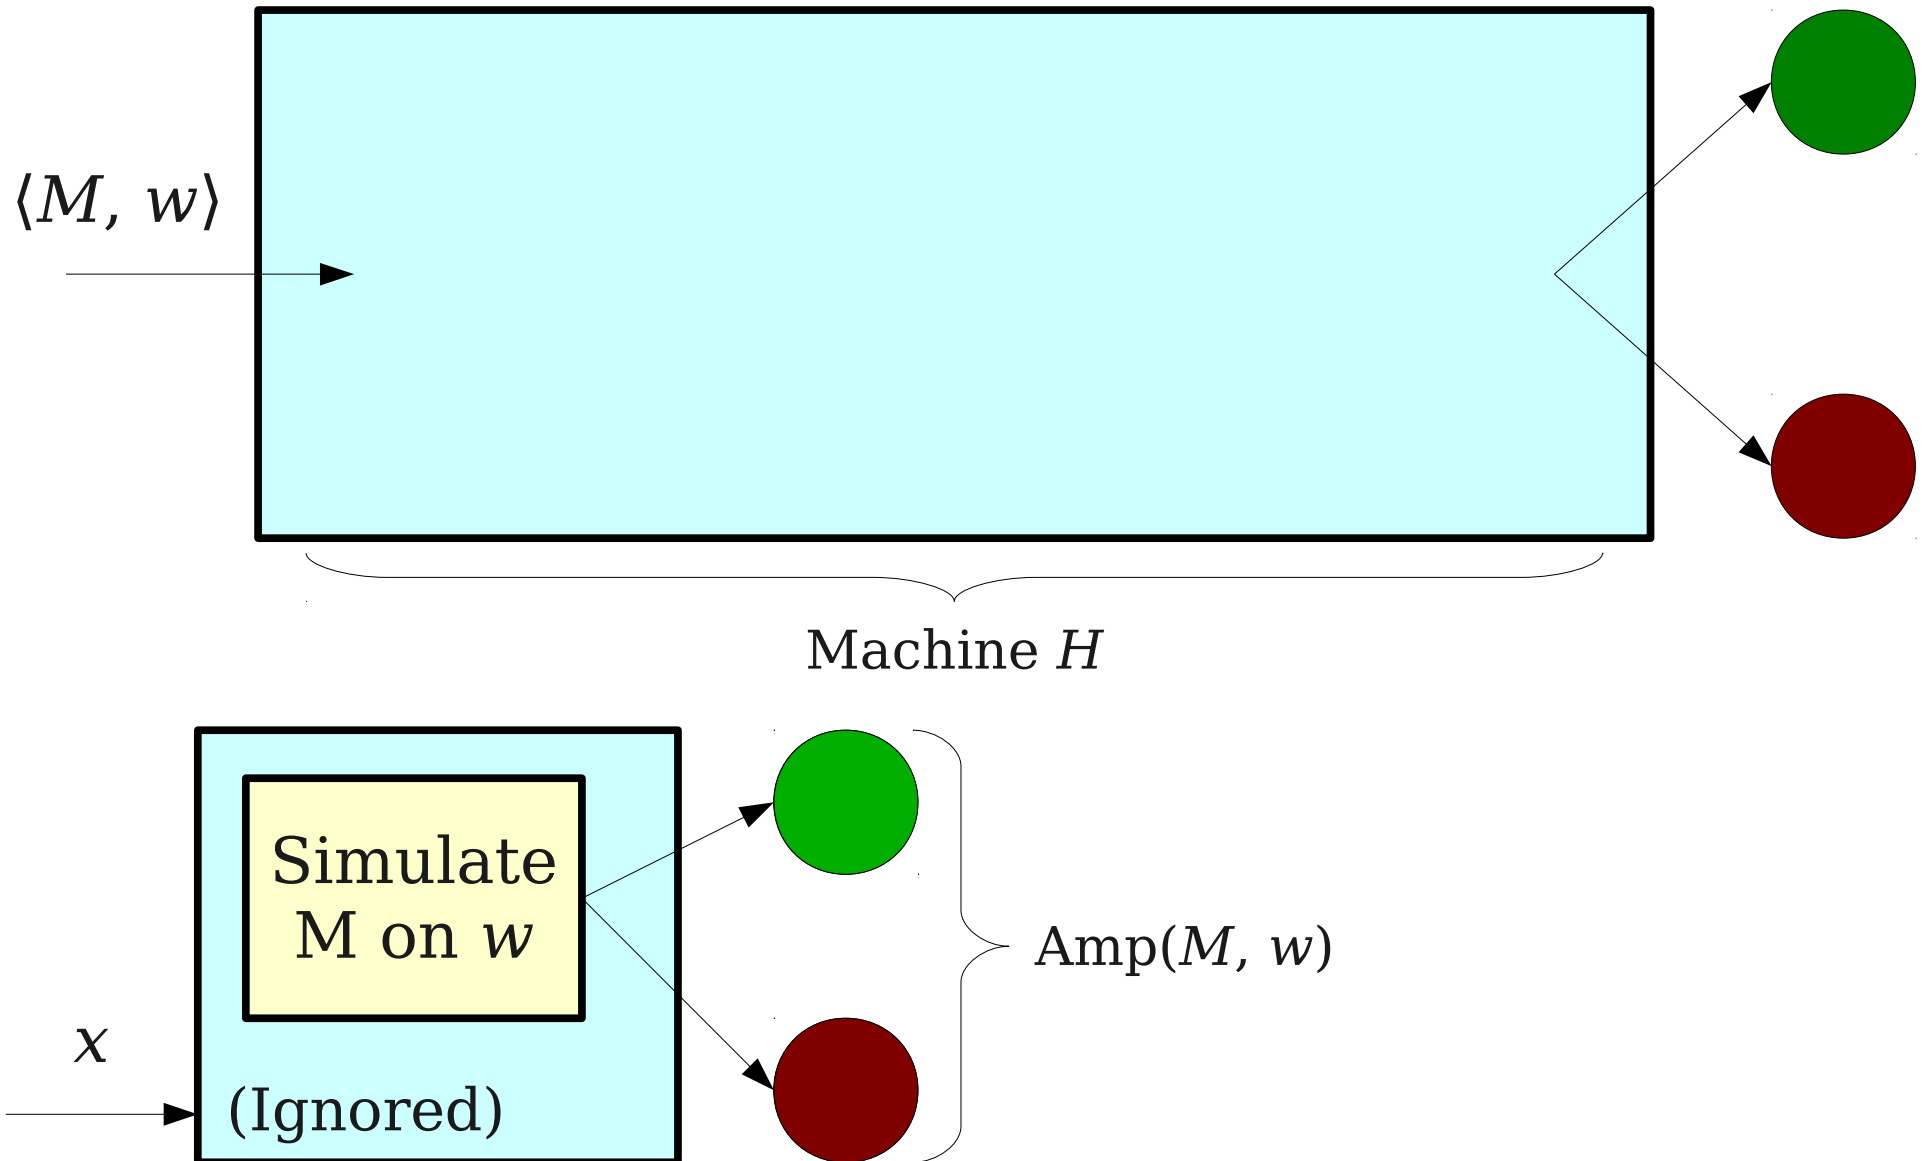 ⟨M, w⟩
Machine H
Simulate
M on w
Amp(M, w)
x
(Ignored)